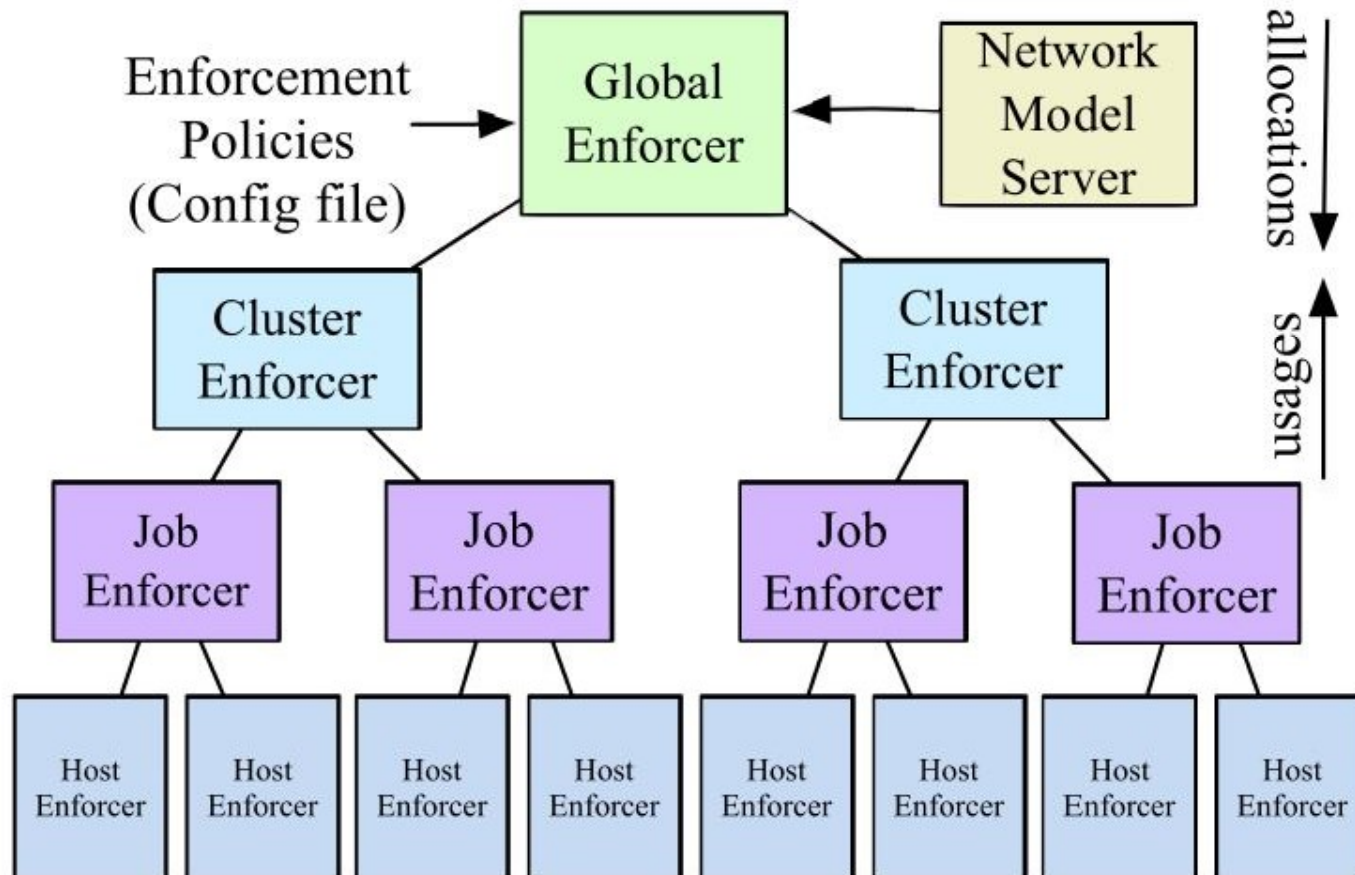 Enforcement
Policies
(Config file)
Global
Enforcer
Network
Model
Server
allocations
usages
Cluster
Enforcer
Cluster
Enforcer
Job
Enforcer
Job
Enforcer
Job
Enforcer
Job
Enforcer
Host
Enforcer
Host
Enforcer
Host
Enforcer
Host
Enforcer
Host
Enforcer
Host
Enforcer
Host
Enforcer
Host
Enforcer